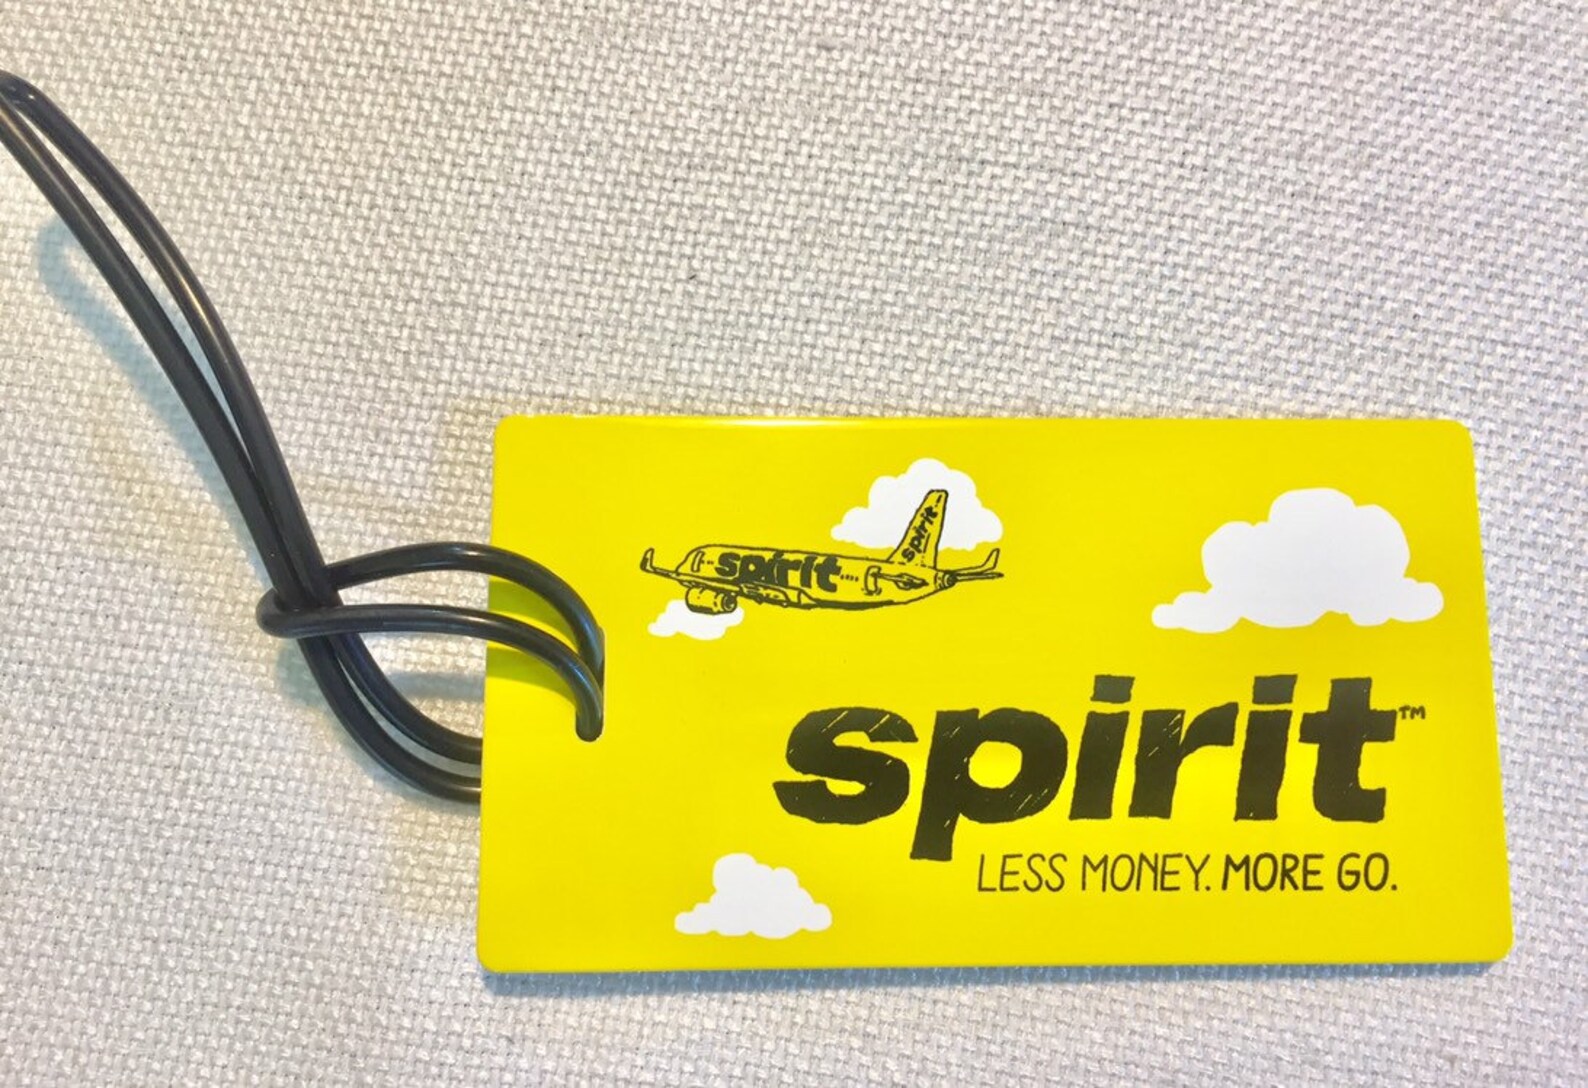 spirit
spirit
spirit™
LESS MONEY. MORE GO.